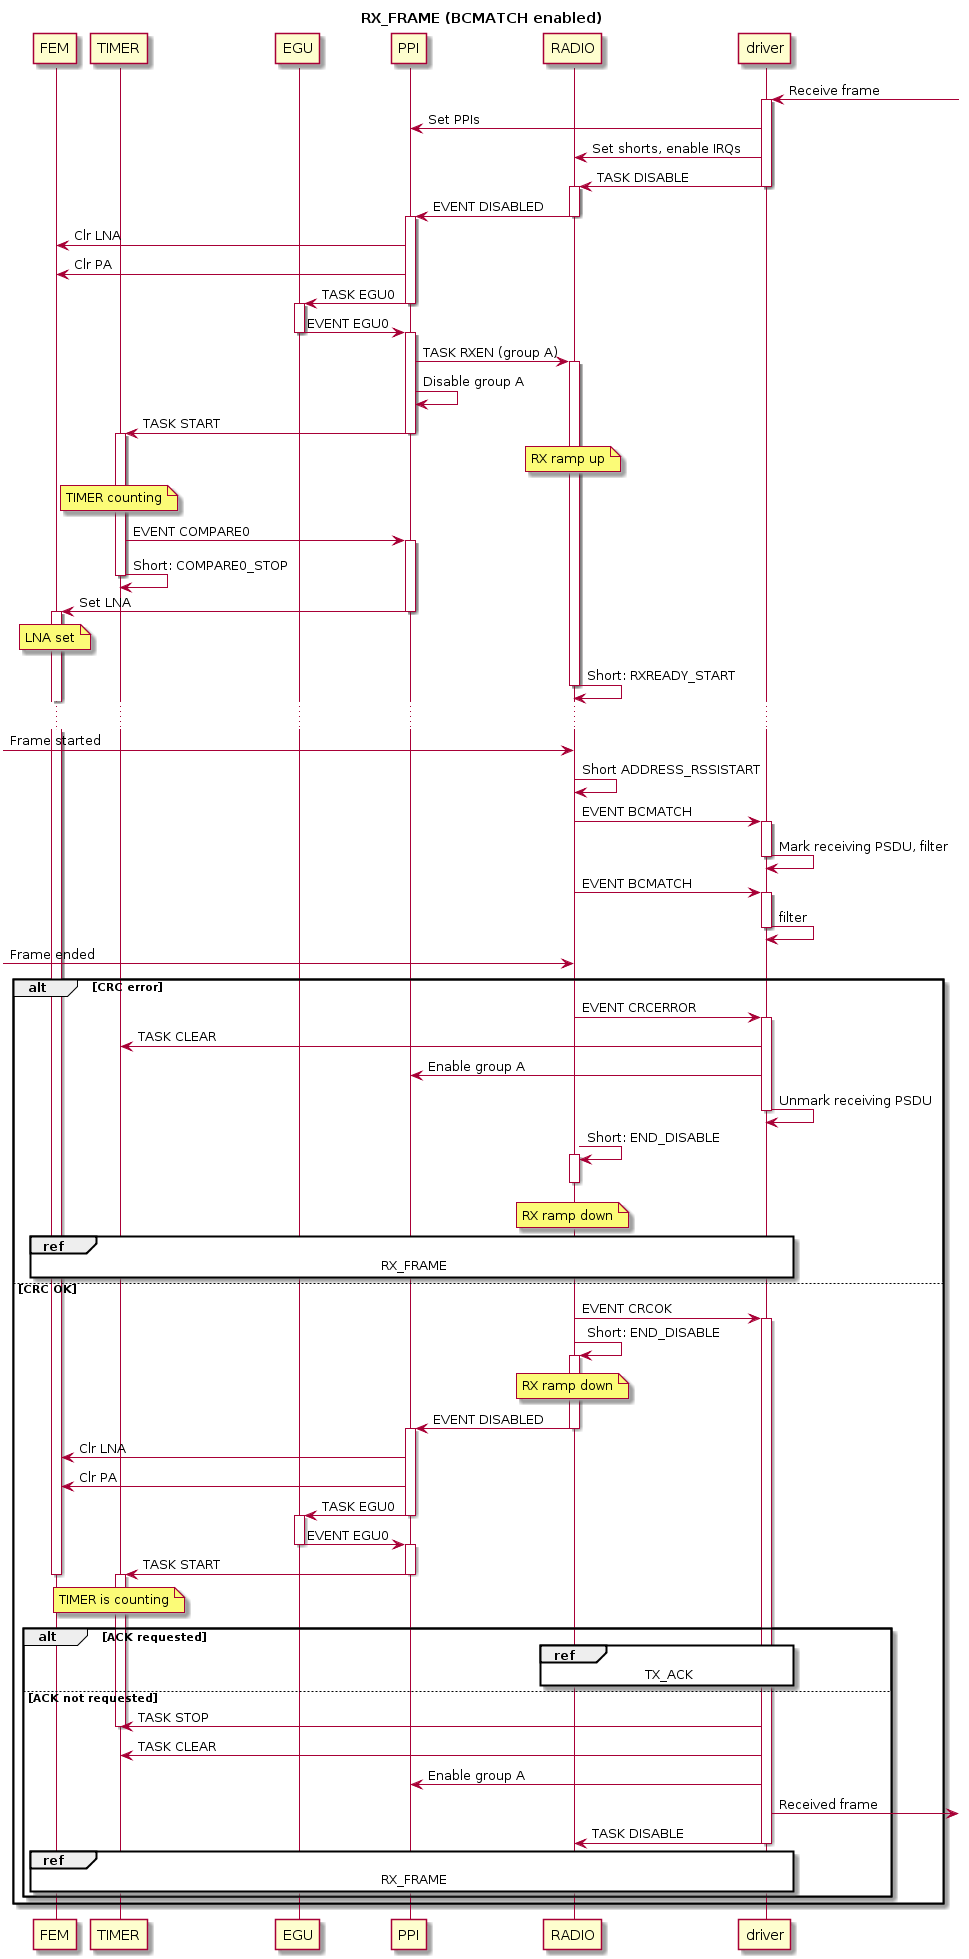 RX_FRAME (BCMATCH enabled)
FEM TIMER EGU PPI RADIO driver
Receive frame
Set PPIs
Set shorts, enable IRQs
TASK DISABLE
EVENT DISABLED
Clr LNA
Clr PA
TASK EGU0
EVENT EGU0
TASK RXEN (group A)
Disable group A
TASK START
RX ramp up
TIMER counting
EVENT COMPARE0
Short: COMPARE0_STOP
Set LNA
LNA set
Short: RXREADY_START
Frame started
Short ADDRESS_RSSISTART
EVENT BCMATCH
Mark receiving PSDU, filter
EVENT BCMATCH
filter
Frame ended
alt [CRC error]
EVENT CRCERROR
TASK CLEAR
Enable group A
Unmark receiving PSDU
Short: END_DISABLE
RX ramp down
ref
RX_FRAME
[CRC OK]
EVENT CRCOK
Short: END_DISABLE
RX ramp down
EVENT DISABLED
Clr LNA
Clr PA
TASK EGU0
EVENT EGU0
TASK START
TIMER is counting
alt [ACK requested]
ref
TX_ACK
[ACK not requested]
TASK STOP
TASK CLEAR
Enable group A
Received frame
TASK DISABLE
ref
RX_FRAME
FEM TIMER EGU PPI RADIO driver